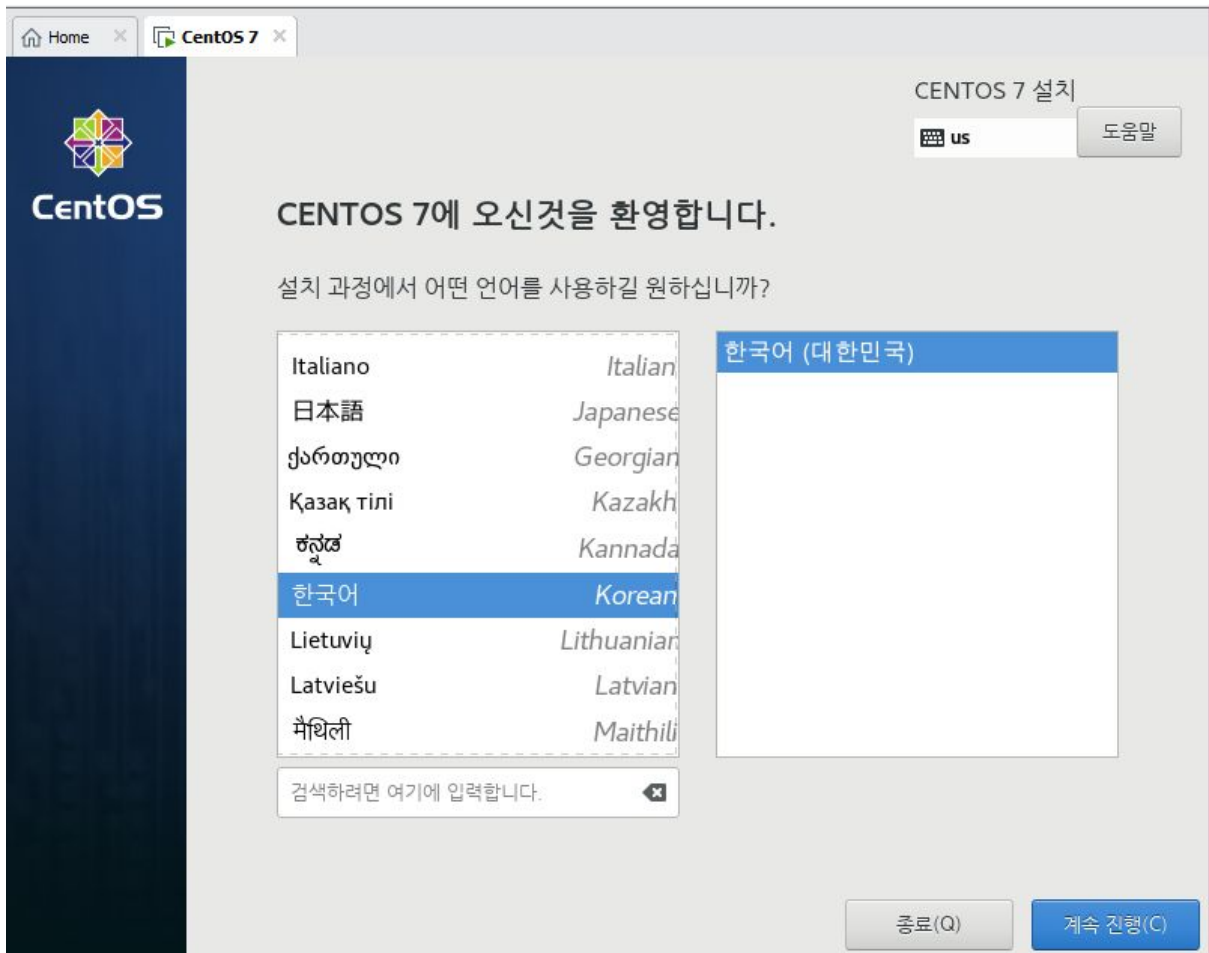 Home
CentOS 7
CENTOS 7 설치
us
도움말
CentOS
CENTOS 7에 오신것을 환영합니다.
설치 과정에서 어떤 언어를 사용하길 원하십니까?
Italiano Italian
日本語 Japanese
ქართული Georgian
Қазақ тілі Kazakh
ಕನ್ನಡ Kannada
한국어 Korean
Lietuvių Lithuanian
Latviešu Latvian
मैथिली Maithili
한국어 (대한민국)
검색하려면 여기에 입력합니다.
종료(Q)
계속 진행(C)